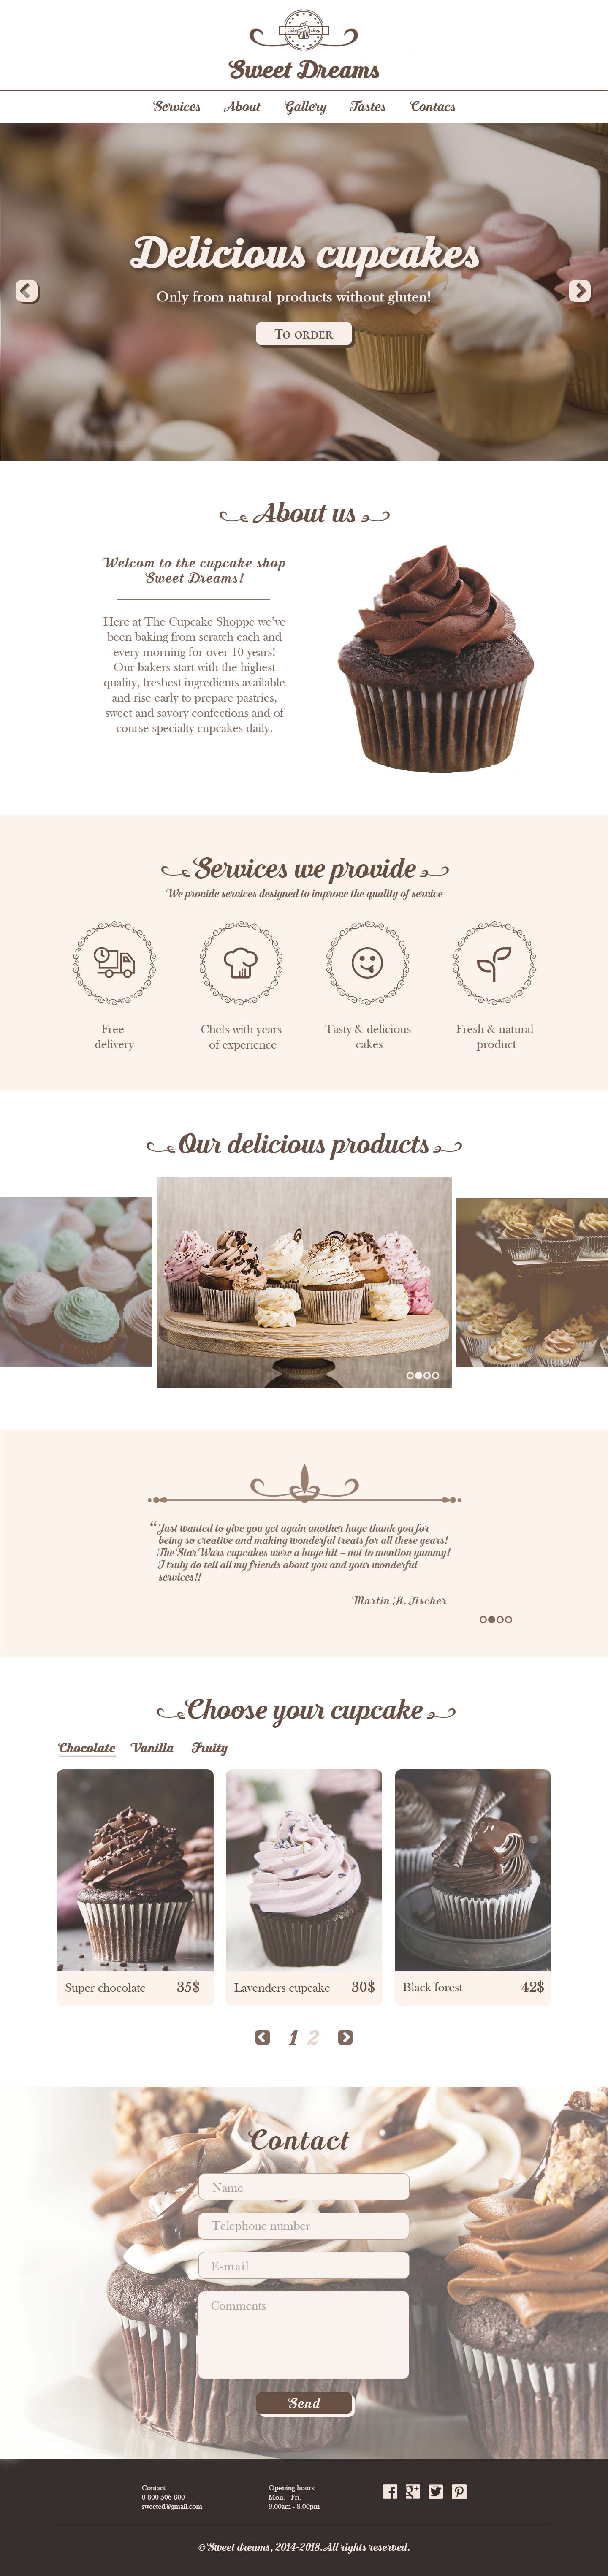 cake shop
Sweet Dreams
Services About Gallery Tastes Contacs
Delicious cupcakes
Only from natural products without gluten!
To order
About us
Welcom to the cupcake shop
Sweet Dreams!
Here at The Cupcake Shoppe we've
been baking from scratch each and
every morning for over 10 years!
Our bakers start with the highest
quality, freshest ingredients available
and rise early to prepare pastries,
sweet and savory confections and of
course specialty cupcakes daily.
Services we provide
We provide services designed to improve the quality of service
Free
delivery
Chefs with years
of experience
Tasty & delicious
cakes
Fresh & natural
product
Our delicious products
“Just wanted to give you yet again another huge thank you for
being so creative and making wonderful treats for all these years!
The Star Wars cupcakes were a huge hit – not to mention yummy!
I truly do tell all my friends about you and your wonderful
services!!
Martin H. Fischer
Choose your cupcake
Chocolate Vanilla Fruity
Super chocolate 35$
Lavenders cupcake 30$
Black forest 42$
1 2
Contact
Name
Telephone number
E-mail
Comments
Send
Contact
0 800 506 800
sweeted@gmail.com
Opening hours:
Mon. - Fri.
9.00am - 8.00pm
© Sweet dreams, 2014-2018. All rights reserved.